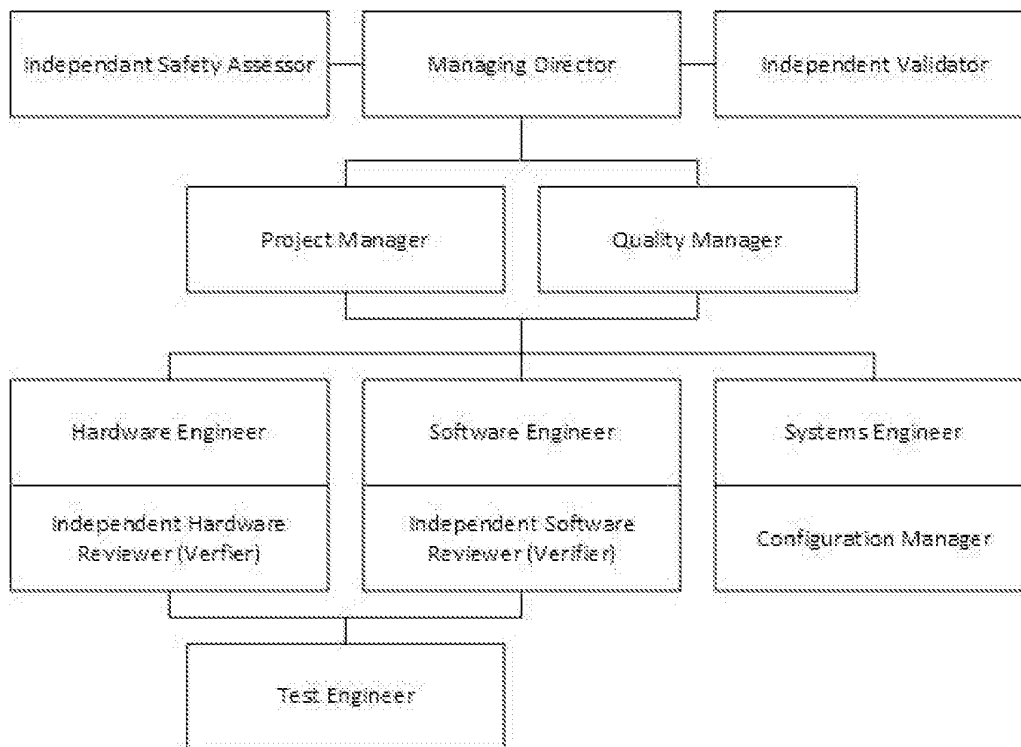 Independant Safety Assessor
Managing Director
Independent Validator
Project Manager
Quality Manager
Hardware Engineer
Software Engineer
Systems Engineer
Independent Hardware
Reviewer (Verfier)
Independent Software
Reviewer (Verifier)
Configuration Manager
Test Engineer